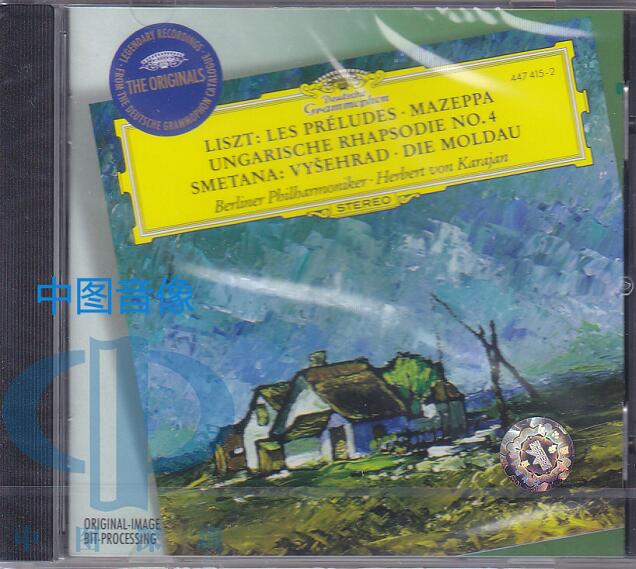 LEGENDARY RECORDINGS
FROM THE DEUTSCHE GRAMMOPHON CATALOGUE
THE ORIGINALS
Deutsche
Grammophon
447 415-2
LISZT: LES PRÉLUDES · MAZEPPA
UNGARISCHE RHAPSODIE NO. 4
SMETANA: VYŠEHRAD · DIE MOLDAU
Berliner Philharmoniker · Herbert von Karajan
STEREO
中图音像
ORIGINAL-IMAGE
BIT-PROCESSING